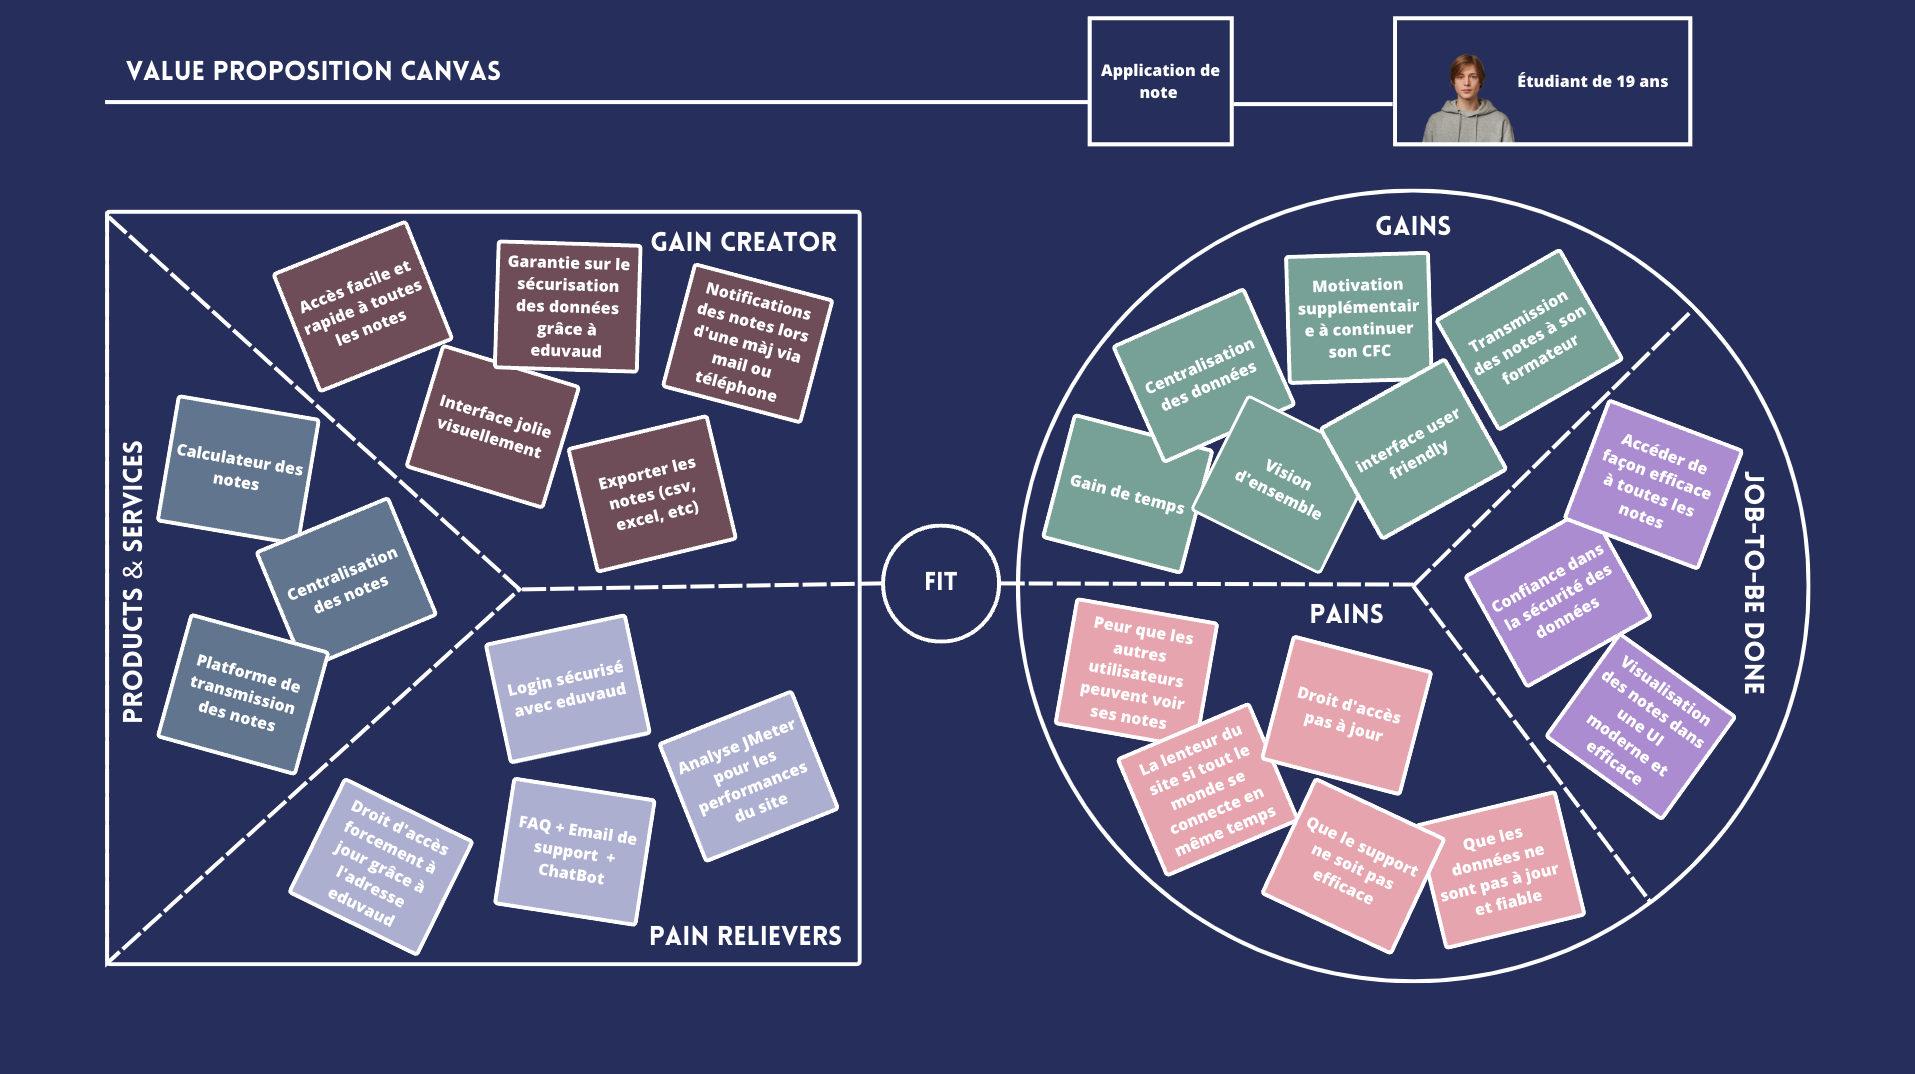 VALUE PROPOSITION CANVAS
Application de
note
Étudiant de 19 ans
GAIN CREATOR
Accès facile et
rapide à toutes
les notes
Garantie sur le
sécurisation
des données
grâce à
eduvaud
Notifications
des notes lors
d'une màj via
mail ou
téléphone
Interface jolie
visuellement
Exporter les
notes (csv,
excel, etc)
PRODUCTS & SERVICES
Calculateur des
notes
Centralisation
des notes
Platforme de
transmission
des notes
Login sécurisé
avec eduvaud
Analyse JMeter
pour les
performances
du site
Droit d'accès
forcement à
jour grâce à
l'adresse
eduvaud
FAQ + Email de
support +
ChatBot
PAIN RELIEVERS
FIT
GAINS
Motivation
supplémentair
e à continuer
son CFC
Transmission
des notes à son
formateur
Centralisation
des données
Gain de temps
Vision
d'ensemble
interface user
friendly
JOB-TO-BE DONE
Accéder de
façon efficace
à toutes les
notes
Confiance dans
la sécurité des
données
Visualisation
des notes dans
une UI
moderne et
efficace
PAINS
Peur que les
autres
utilisateurs
peuvent voir
ses notes
Droit d'accès
pas à jour
La lenteur du
site si tout le
monde se
connecte en
même temps
Que le support
ne soit pas
efficace
Que les
données ne
sont pas à jour
et fiable